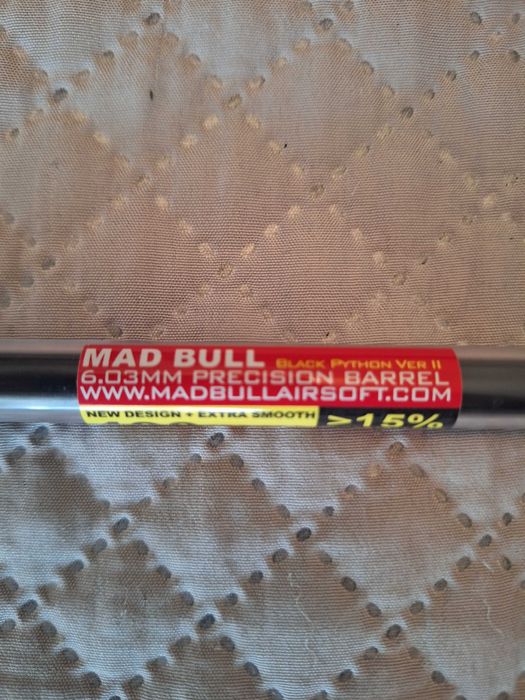 MAD BULL BLACK PYTHON VER II
6.03MM PRECISION BARREL
WWW.MADBULLAIRSOFT.COM
NEW DESIGN + EXTRA SMOOTH >15%